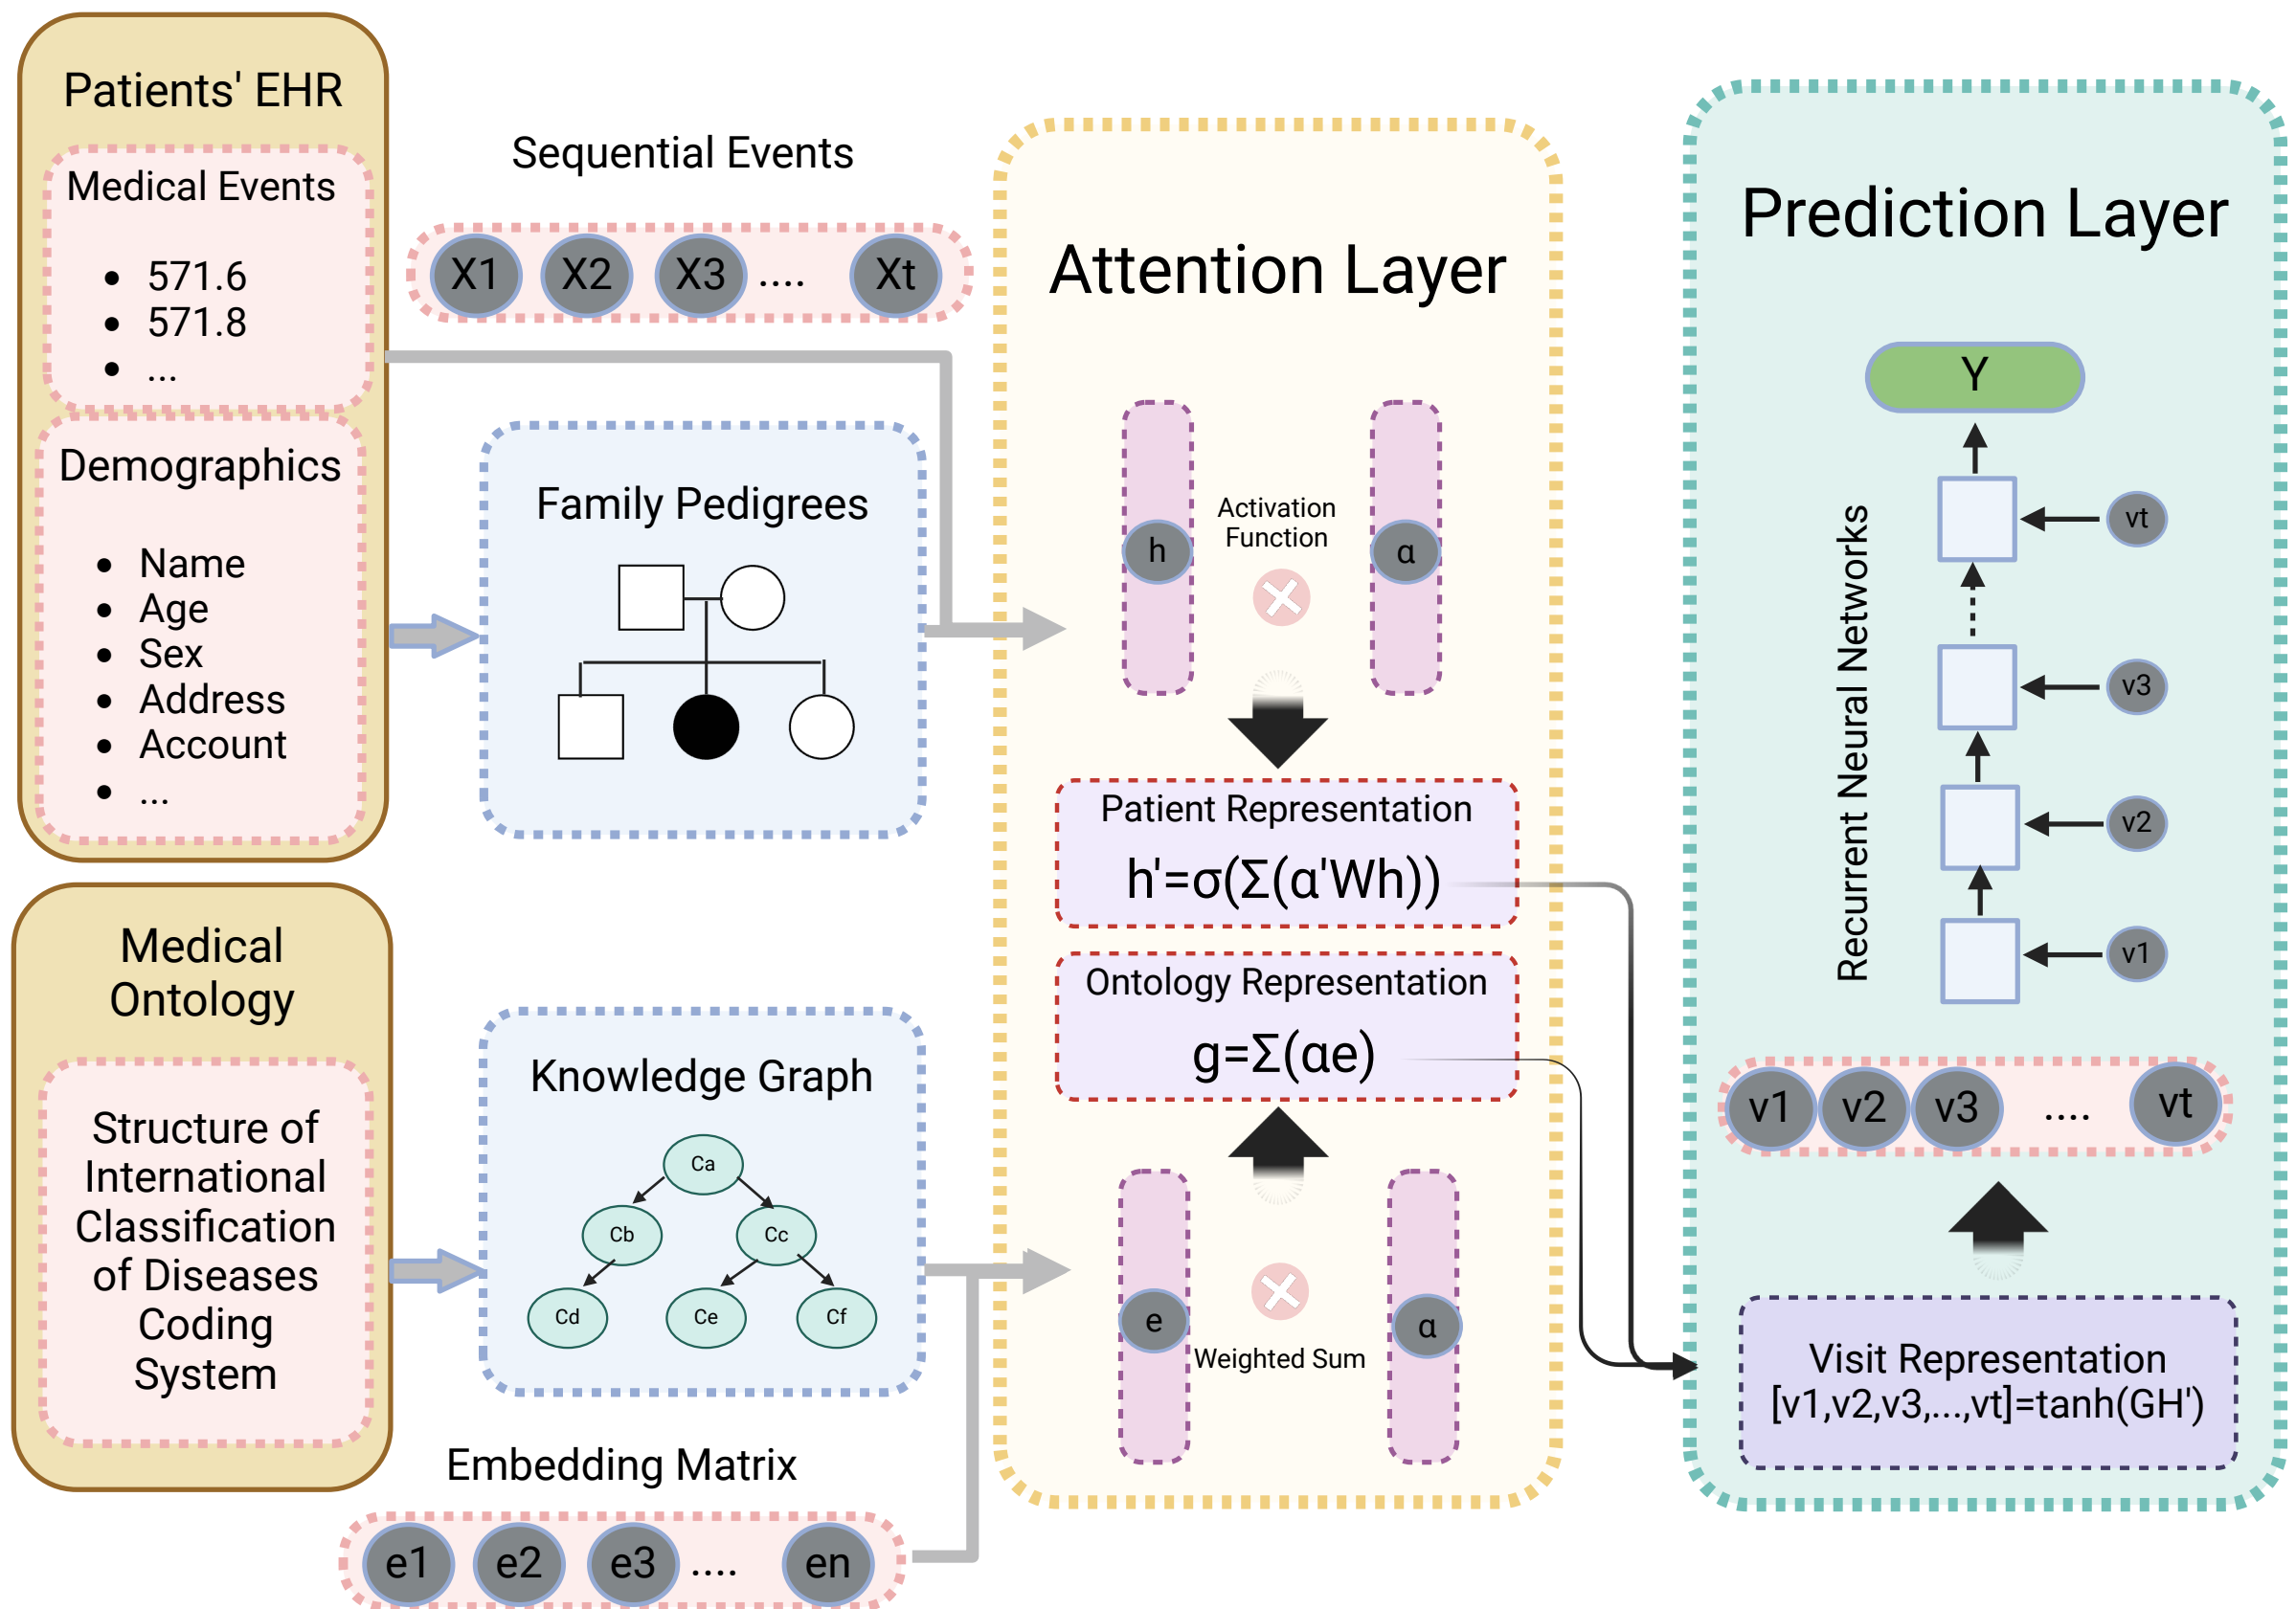 Patients' EHR
Medical Events
571.6
571.8
...
Demographics
Name
Age
Sex
Address
Account
...
Medical
Ontology
Structure of
International
Classification
of Diseases
Coding
System
Sequential Events
X1 X2 X3 .... Xt
Family Pedigrees
Knowledge Graph
Ca
Cb Cc
Cd Ce Cf
Embedding Matrix
e1 e2 e3 .... en
Attention Layer
h
Activation
Function
α
Patient Representation
h'=σ(Σ(α'Wh))
Ontology Representation
g=Σ(αe)
e
Weighted Sum
α
Prediction Layer
Y
Recurrent Neural Networks
vt
v3
v2
v1
v1 v2 v3 .... vt
Visit Representation
[v1,v2,v3,...,vt]=tanh(GH')